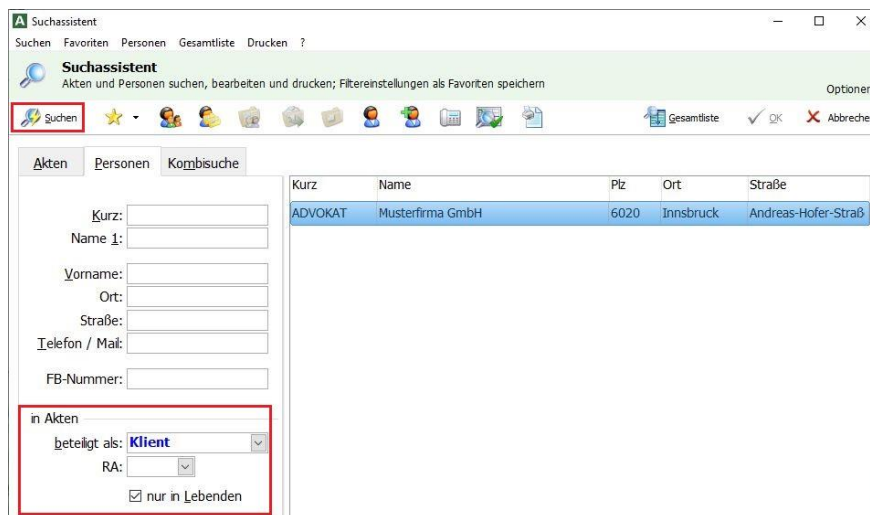 A Suchassistent
Suchen Favoriten Personen Gesamtliste Drucken ?
Suchassistent
Akten und Personen suchen, bearbeiten und drucken; Filtereinstellungen als Favoriten speichern
Optionen
Suchen Gesamtliste OK Abbreche
Akten Personen Kombisuche
Kurz Name Plz Ort Straße
ADVOKAT Musterfirma GmbH 6020 Innsbruck Andreas-Hofer-Straß
Kurz:
Name 1:
Vorname:
Ort:
Straße:
Telefon / Mail:
FB-Nummer:
in Akten
beteiligt als: Klient
RA:
nur in Lebenden